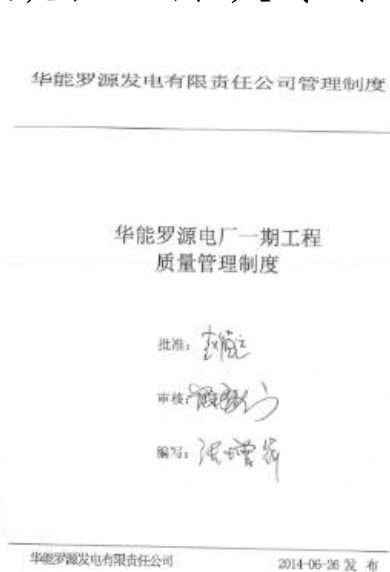 华能罗源发电有限责任公司管理制度
华能罗源电厂一期工程
质量管理制度
批准：
审核：
编写：
华能罗源发电有限责任公司
2014-06-26 发 布